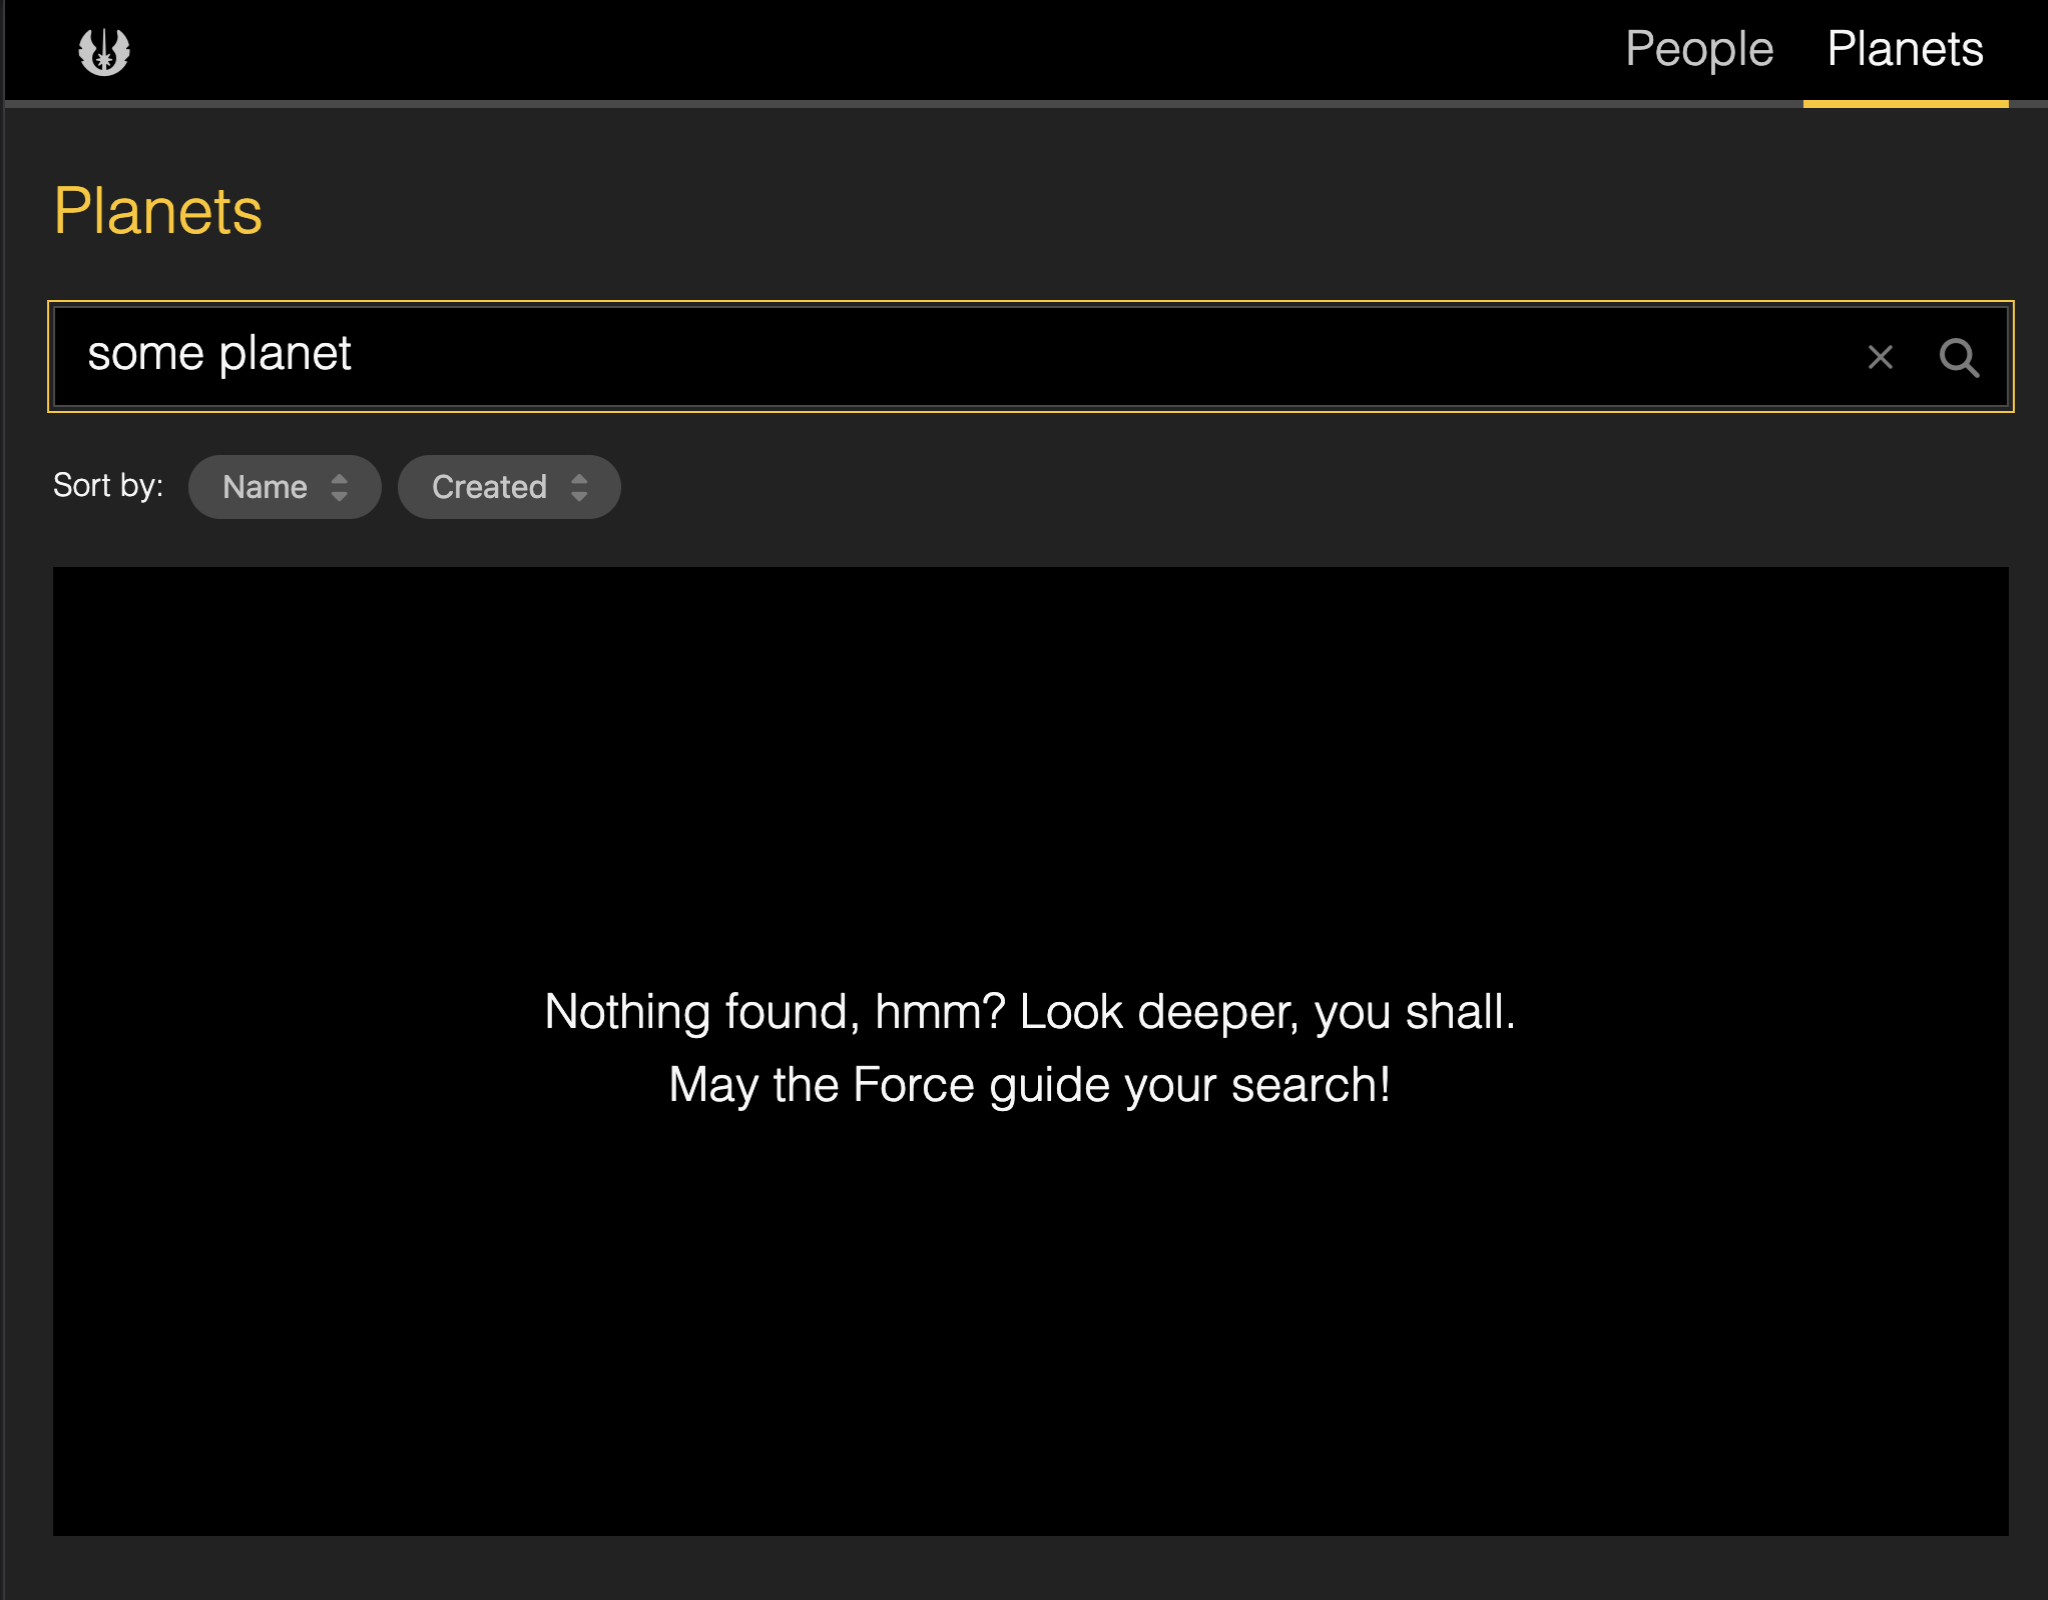 People Planets
Planets
some planet
Sort by: Name Created
Nothing found, hmm? Look deeper, you shall.
May the Force guide your search!